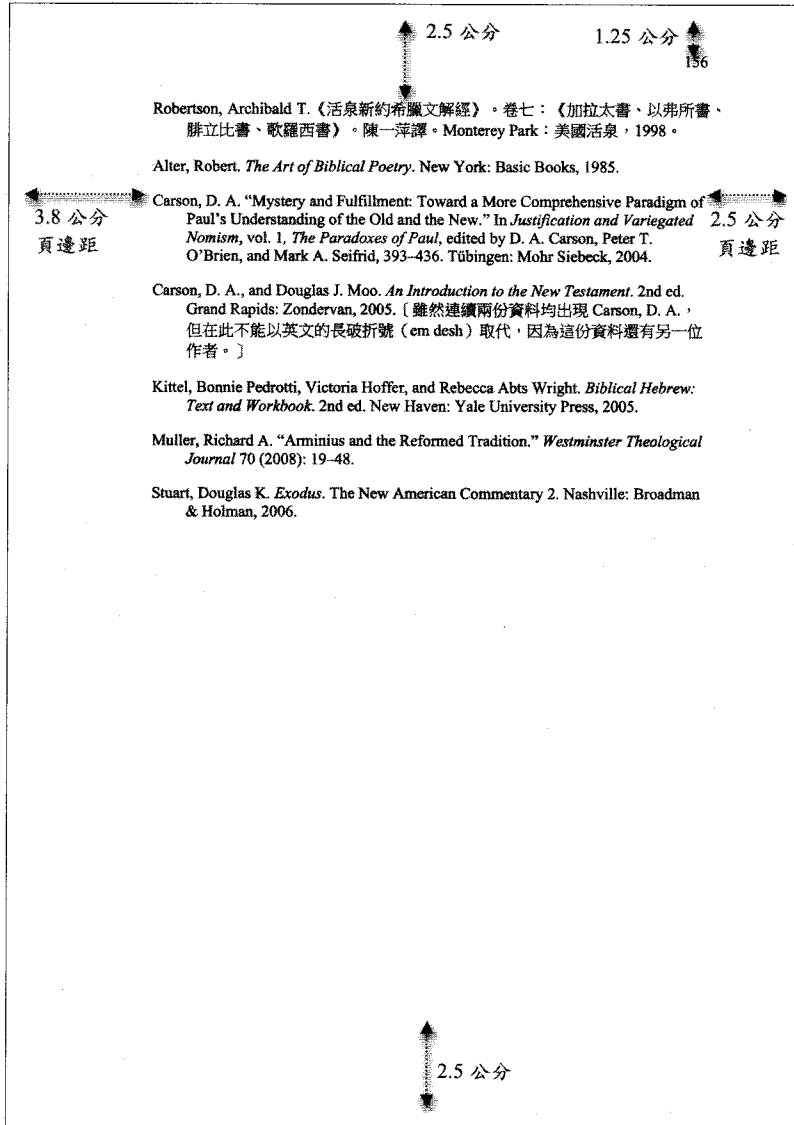 2.5 公分
1.25 公分
156
Robertson, Archibald T.《活泉新約希臘文解經》。卷七：《加拉太書、以弗所書、
腓立比書、歌羅西書》。陳一萍譯。Monterey Park：美國活泉，1998。
Alter, Robert. The Art of Biblical Poetry. New York: Basic Books, 1985.
Carson, D. A. “Mystery and Fulfillment: Toward a More Comprehensive Paradigm of
Paul’s Understanding of the Old and the New.” In Justification and Variegated
Nomism, vol. 1, The Paradoxes of Paul, edited by D. A. Carson, Peter T.
O’Brien, and Mark A. Seifrid, 393–436. Tübingen: Mohr Siebeck, 2004.
3.8 公分
頁邊距
2.5 公分
頁邊距
Carson, D. A., and Douglas J. Moo. An Introduction to the New Testament. 2nd ed.
Grand Rapids: Zondervan, 2005.〔雖然連續兩份資料均出現 Carson, D. A.，
但在此不能以英文的長破折號（em desh）取代，因為這份資料還有另一位
作者。〕
Kittel, Bonnie Pedrotti, Victoria Hoffer, and Rebecca Abts Wright. Biblical Hebrew:
Text and Workbook. 2nd ed. New Haven: Yale University Press, 2005.
Muller, Richard A. “Arminius and the Reformed Tradition.” Westminster Theological
Journal 70 (2008): 19–48.
Stuart, Douglas K. Exodus. The New American Commentary 2. Nashville: Broadman
& Holman, 2006.
2.5 公分